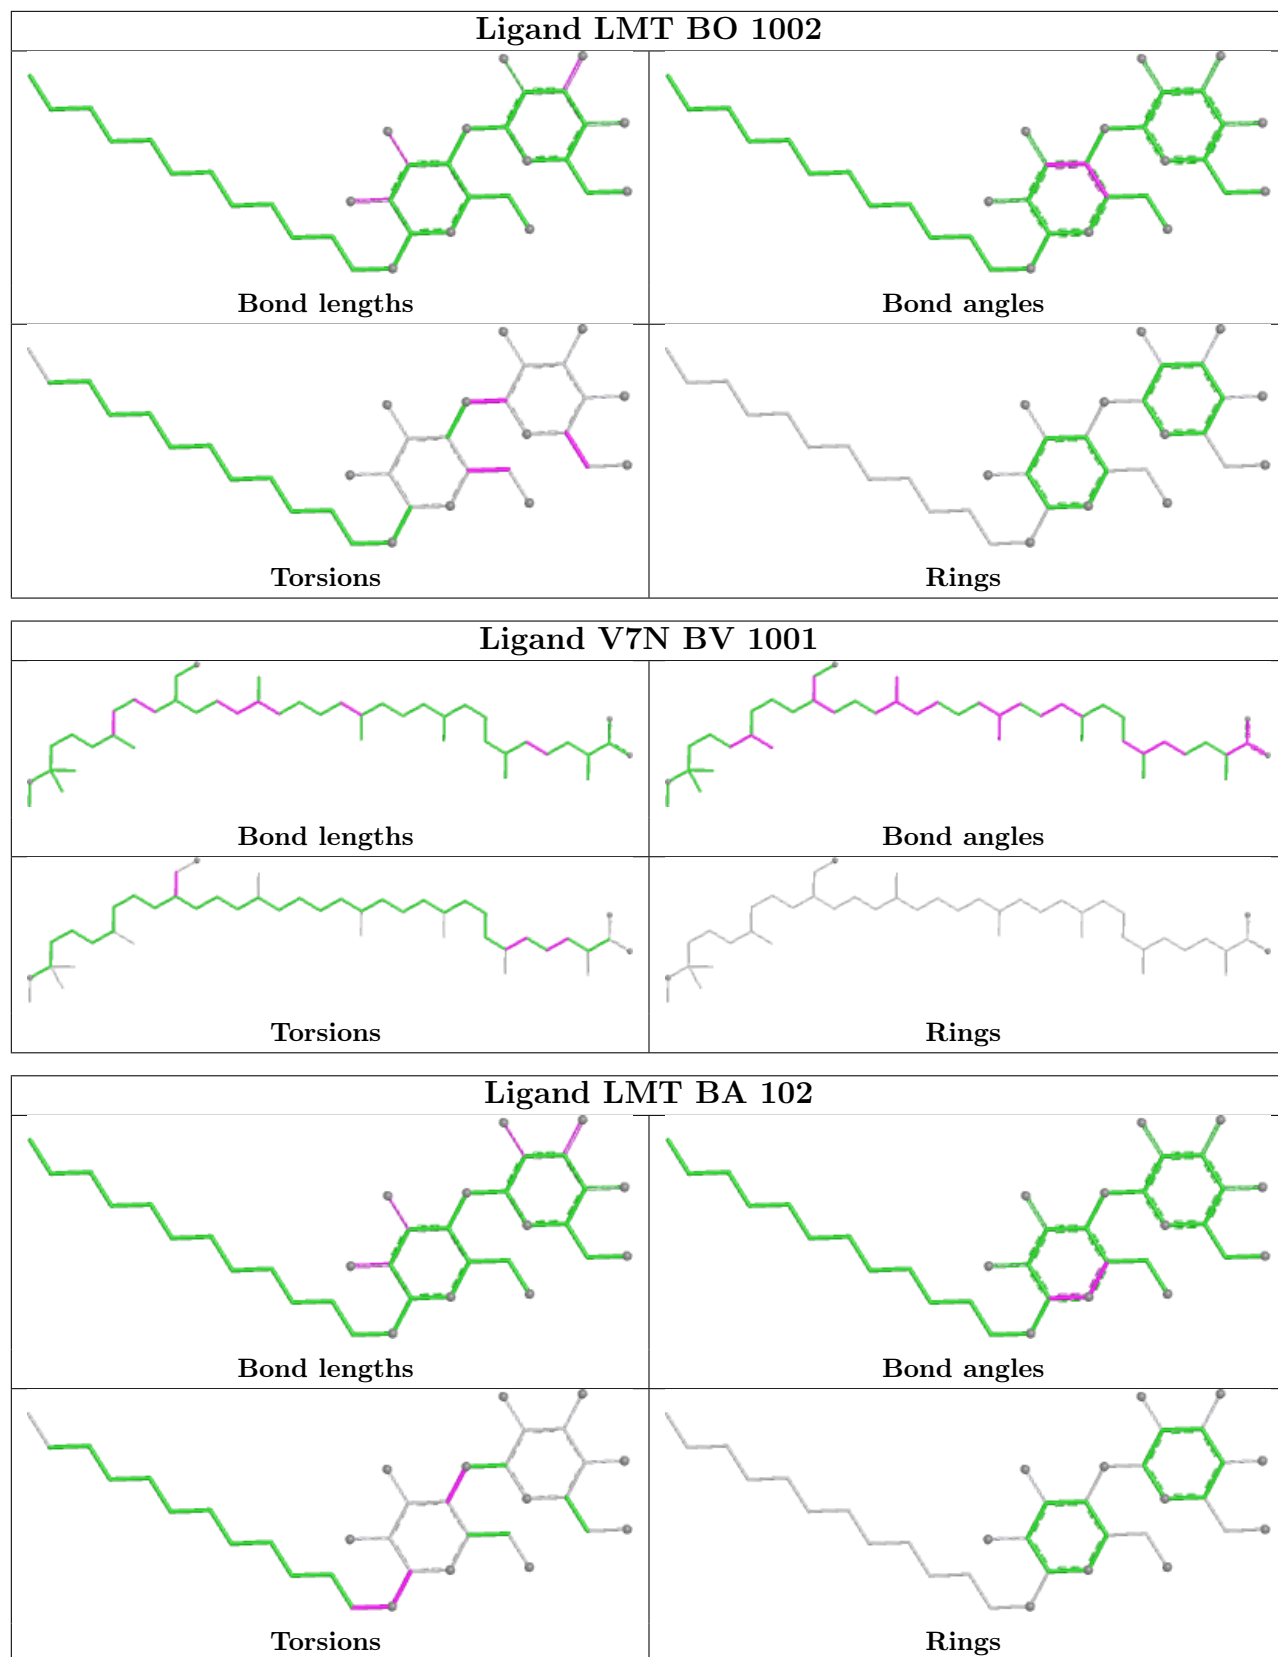 Ligand LMT BO 1002
Bond lengths
Bond angles
Torsions
Rings
Ligand V7N BV 1001
Bond lengths
Bond angles
Torsions
Rings
Ligand LMT BA 102
Bond lengths
Bond angles
Torsions
Rings